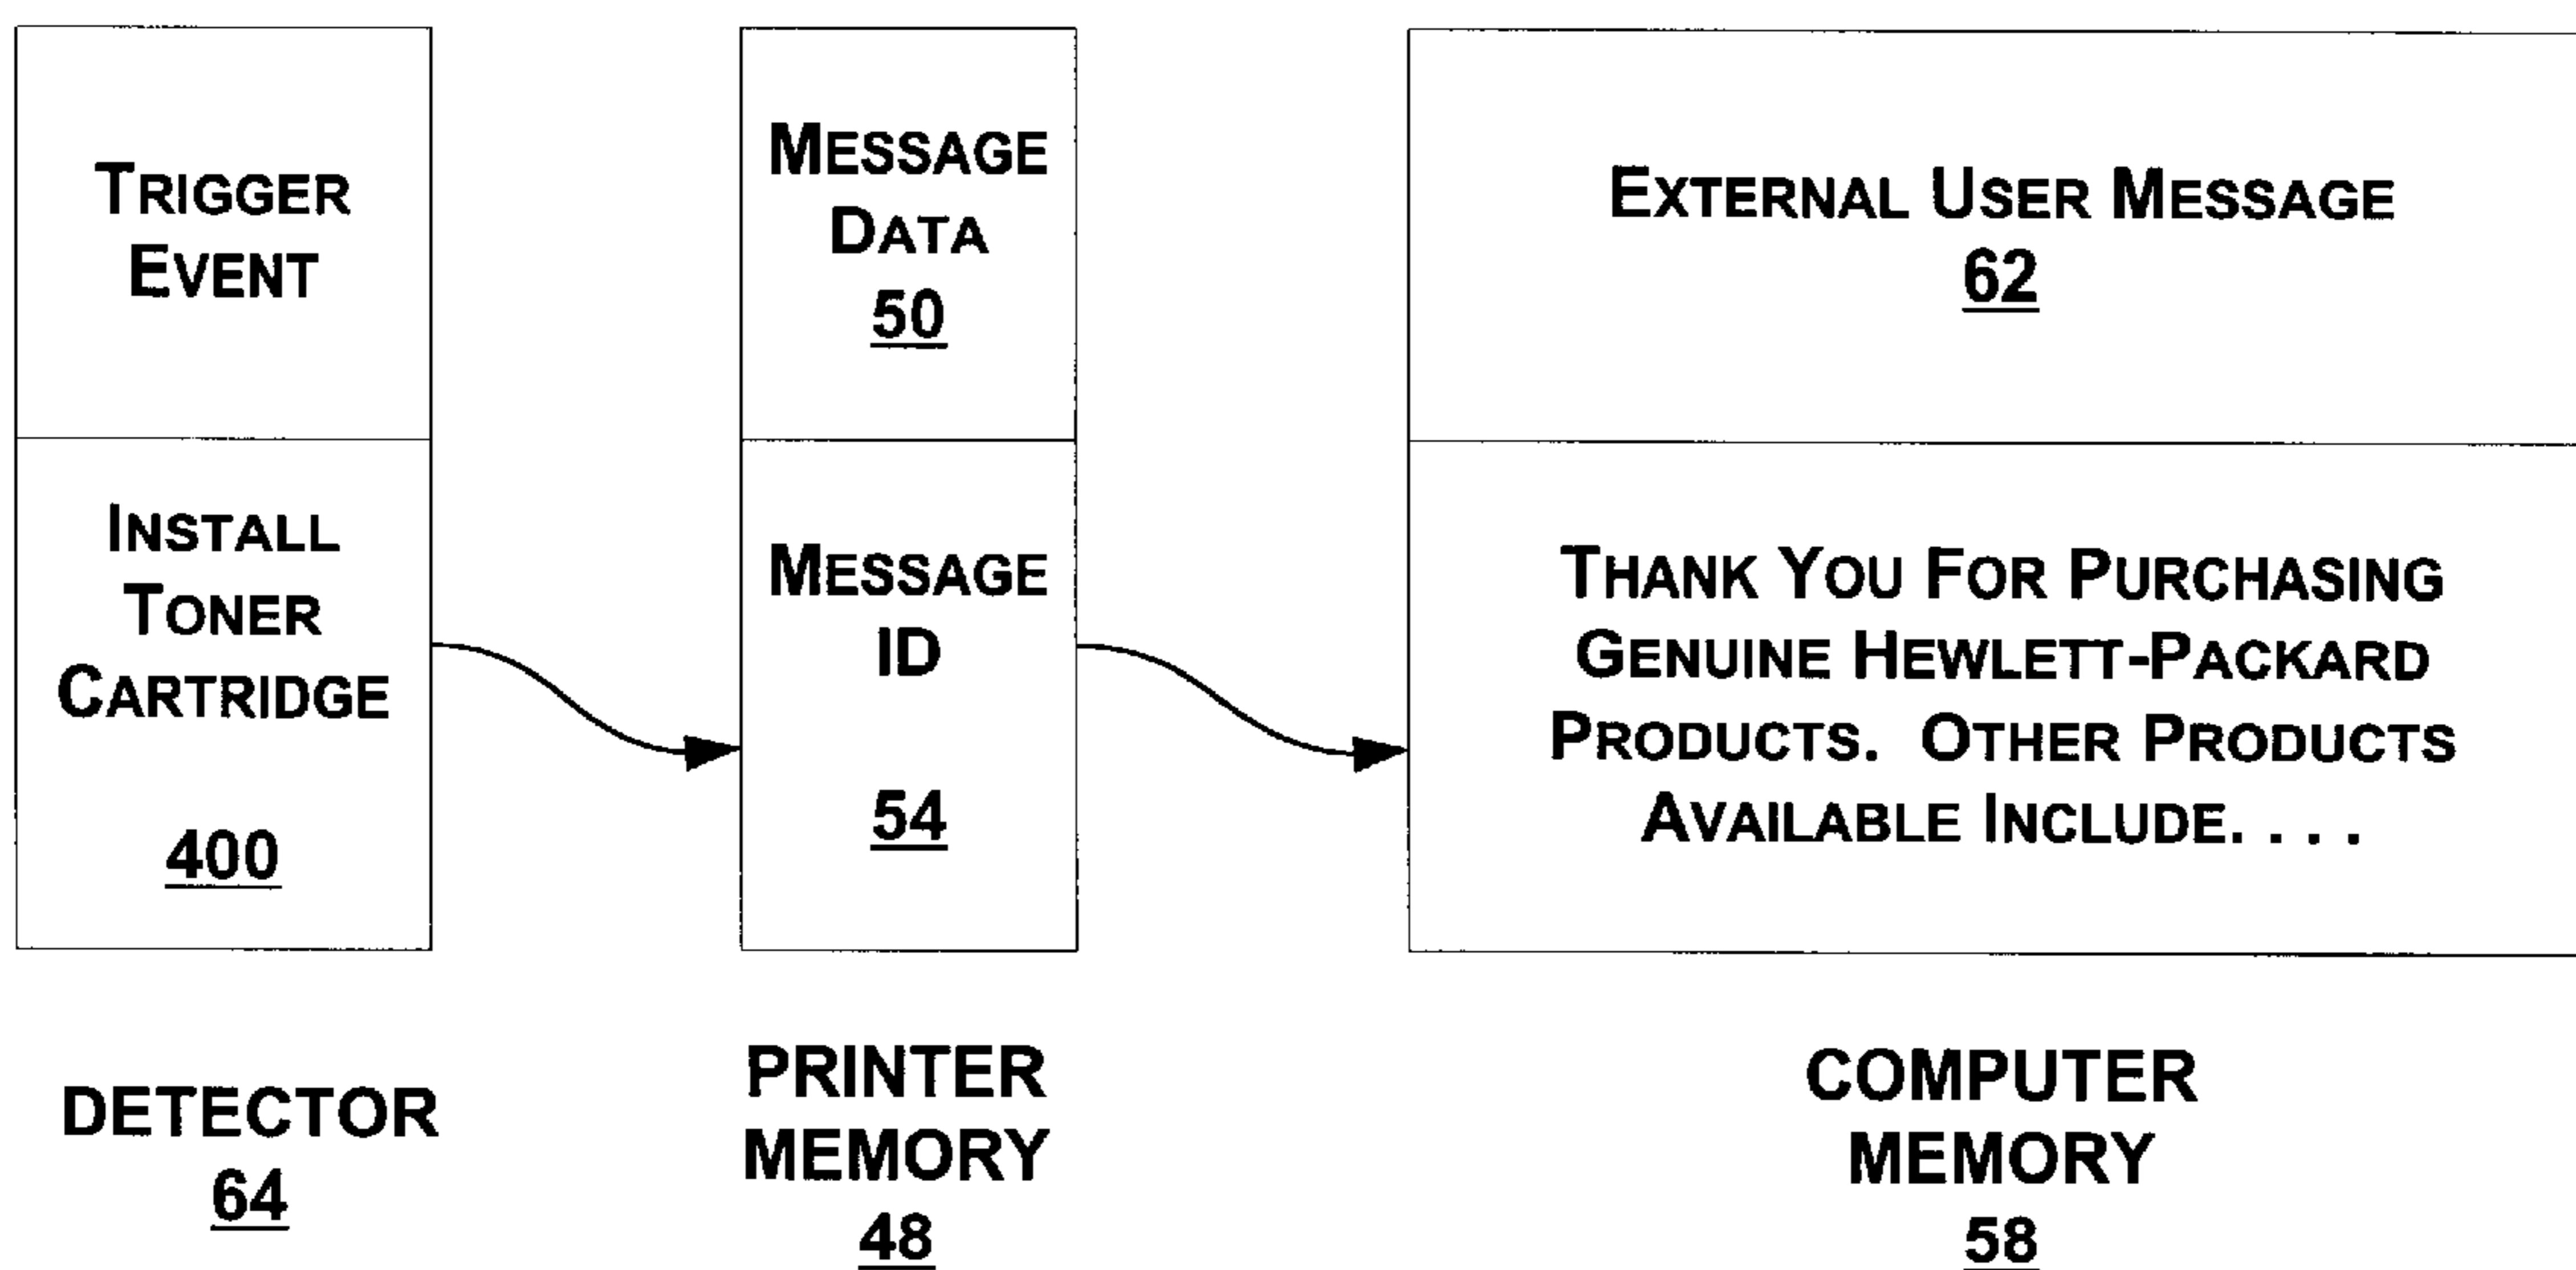 TRIGGER
EVENT
INSTALL
TONER
CARTRIDGE
400
DETECTOR
64
MESSAGE
DATA
50
MESSAGE
ID
54
PRINTER
MEMORY
48
EXTERNAL USER MESSAGE
62
THANK YOU FOR PURCHASING
GENUINE HEWLETT-PACKARD
PRODUCTS. OTHER PRODUCTS
AVAILABLE INCLUDE. . . .
COMPUTER
MEMORY
58